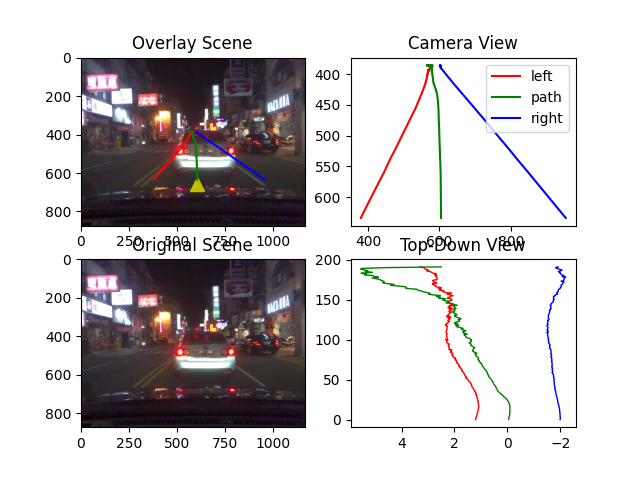 Overlay Scene
0
200
400
600
800
0 250 500 750 1000
Camera View
400
450
500
550
600
400 600 800
left
path
right
Original Scene
0
200
400
600
800
0 250 500 750 1000
Top-Down View
200
150
100
50
0
4 2 0 −2